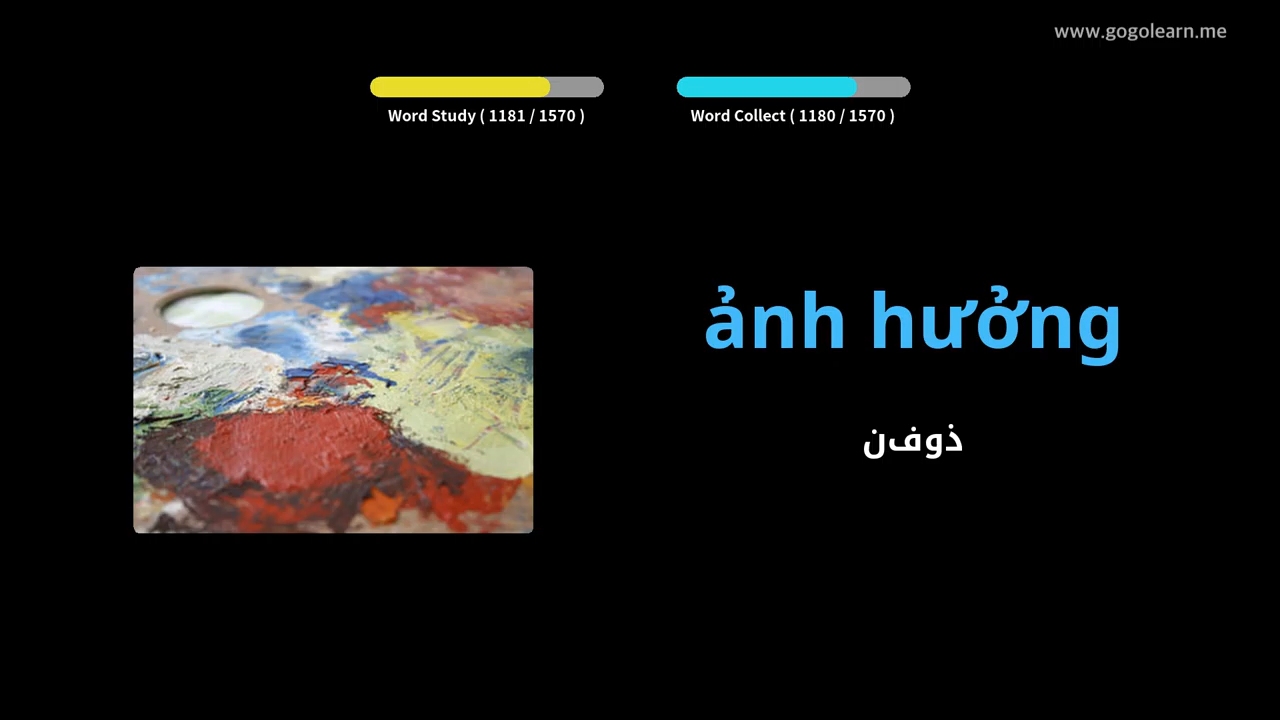 www.gogolearn.me
Word Study ( 1181 / 1570 )
Word Collect ( 1180 / 1570 )
ảnh hưởng
ذوفن